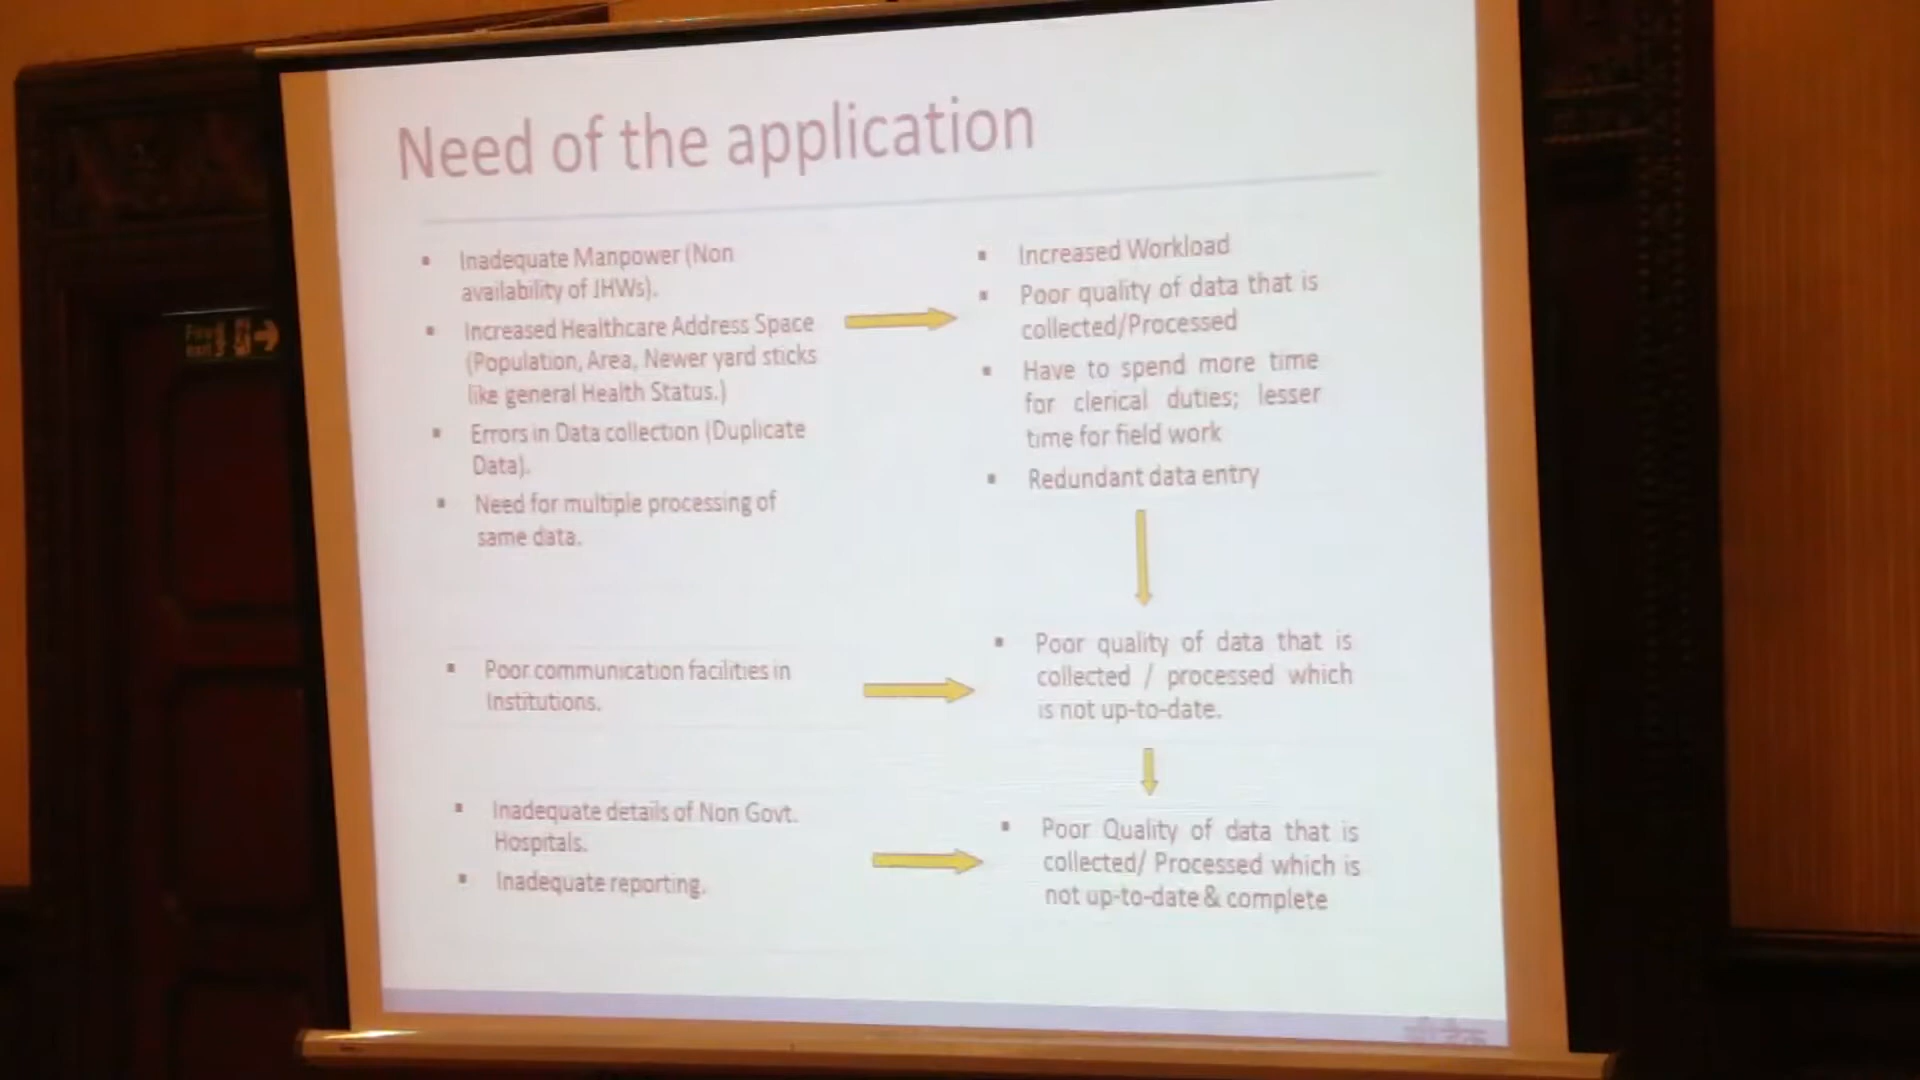 Need of the application
Inadequate Manpower (Non
availability of JHWs).
Increased Healthcare Address Space
(Population, Area, Newer yard sticks
like general Health Status.)
Errors in Data collection (Duplicate
Data).
Need for multiple processing of
same data.
Increased Workload
Poor quality of data that is
collected/Processed
Have to spend more time
for clerical duties; lesser
time for field work
Redundant data entry
Poor communication facilities in
Institutions.
Poor quality of data that is
collected / processed which
is not up-to-date.
Inadequate details of Non Govt.
Hospitals.
Inadequate reporting.
Poor Quality of data that is
collected/ Processed which is
not up-to-date & complete
Fire
exit